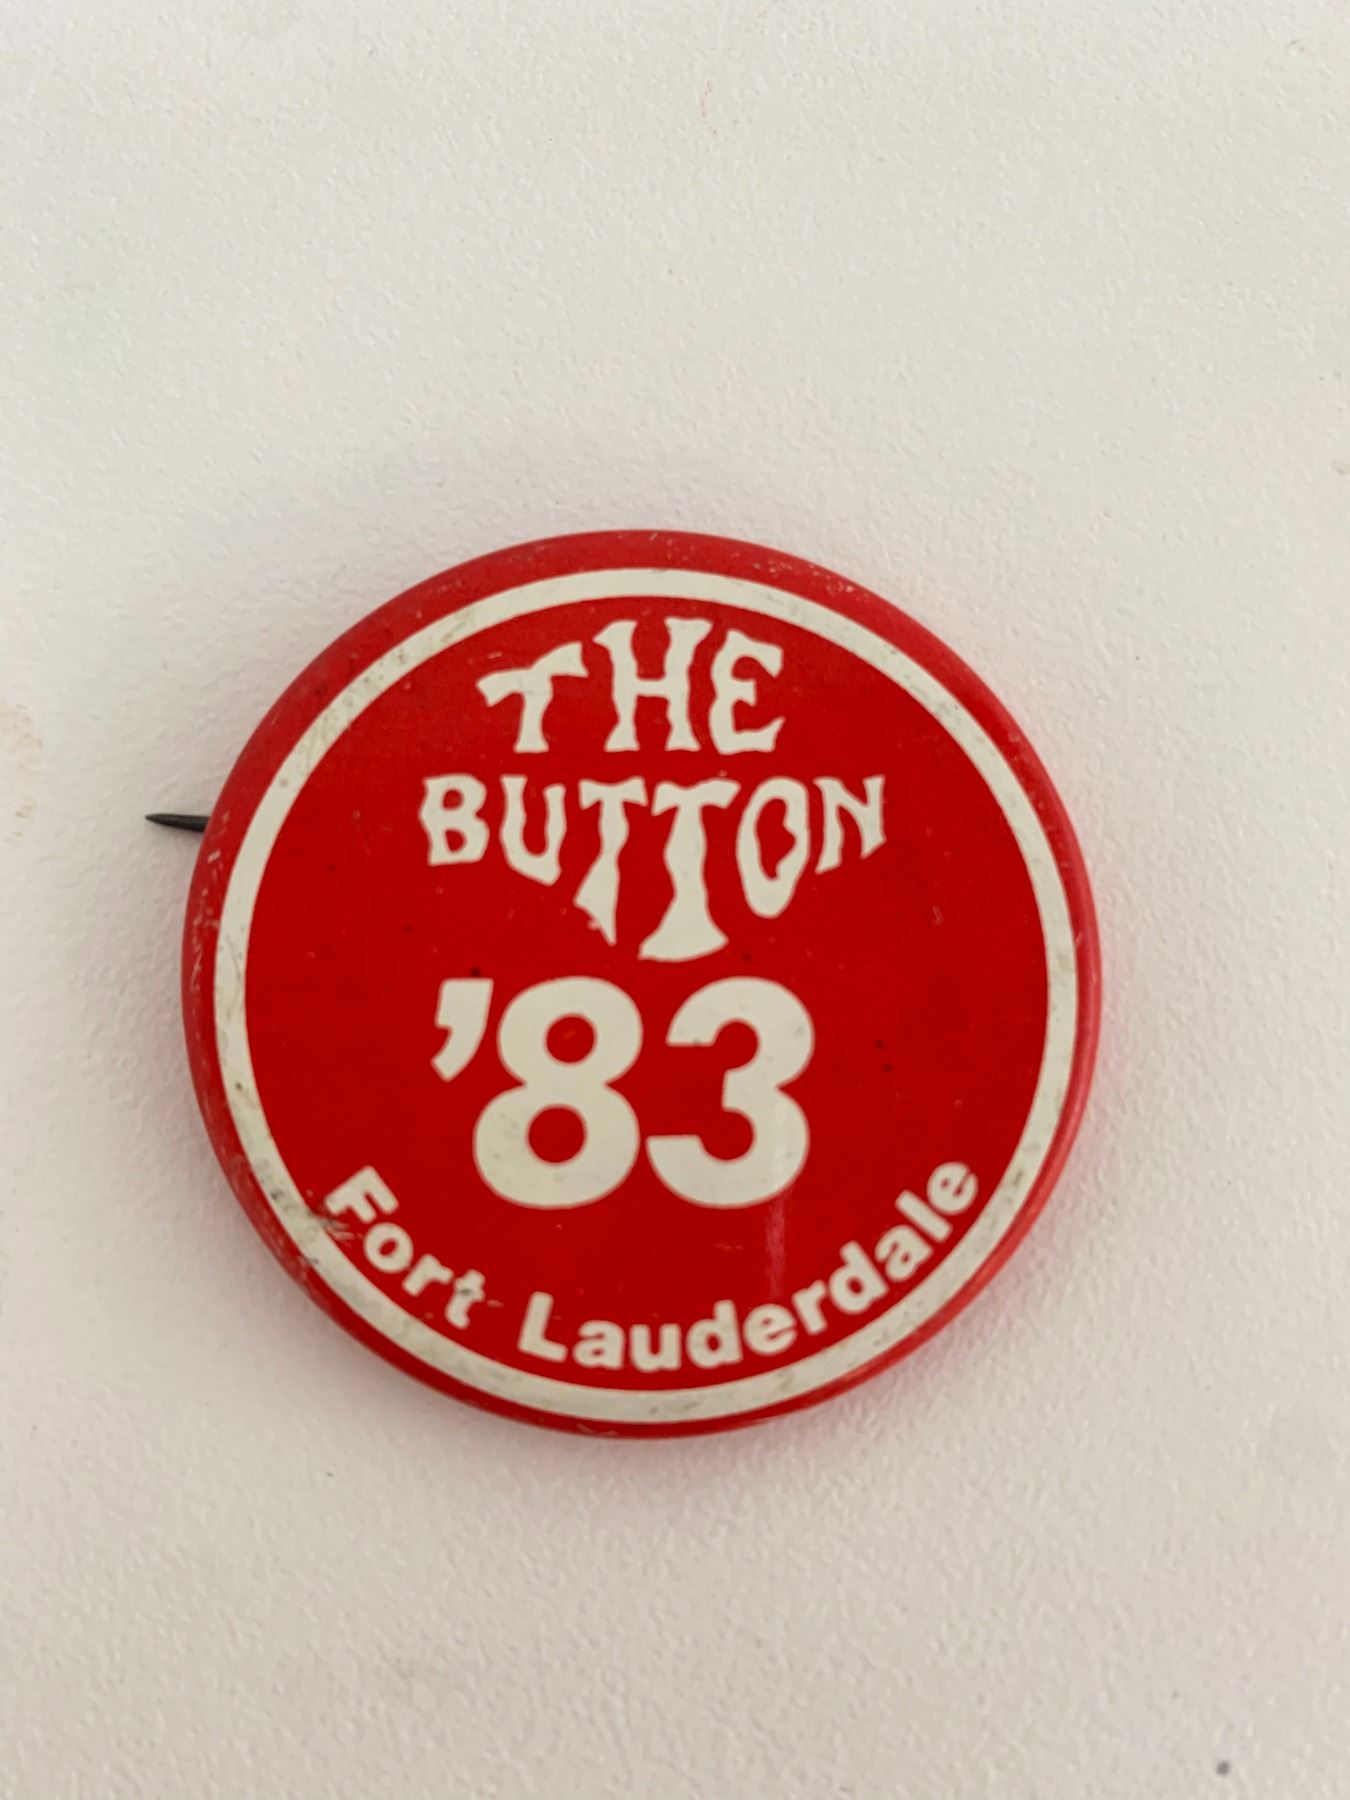 THE
BUTTON
'83
Fort Lauderdale